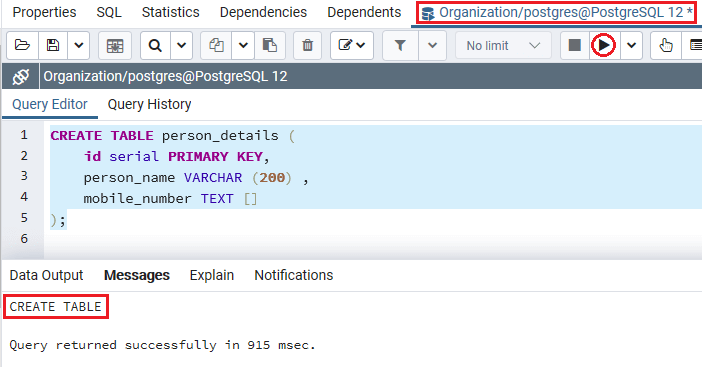 Properties SQL Statistics Dependencies Dependents Organization/postgres@PostgreSQL 12 *
No limit
Organization/postgres@PostgreSQL 12
Query Editor Query History
1 CREATE TABLE person_details (
2 id serial PRIMARY KEY,
3 person_name VARCHAR (200) ,
4 mobile_number TEXT []
5 );
6
Data Output Messages Explain Notifications
CREATE TABLE
Query returned successfully in 915 msec.